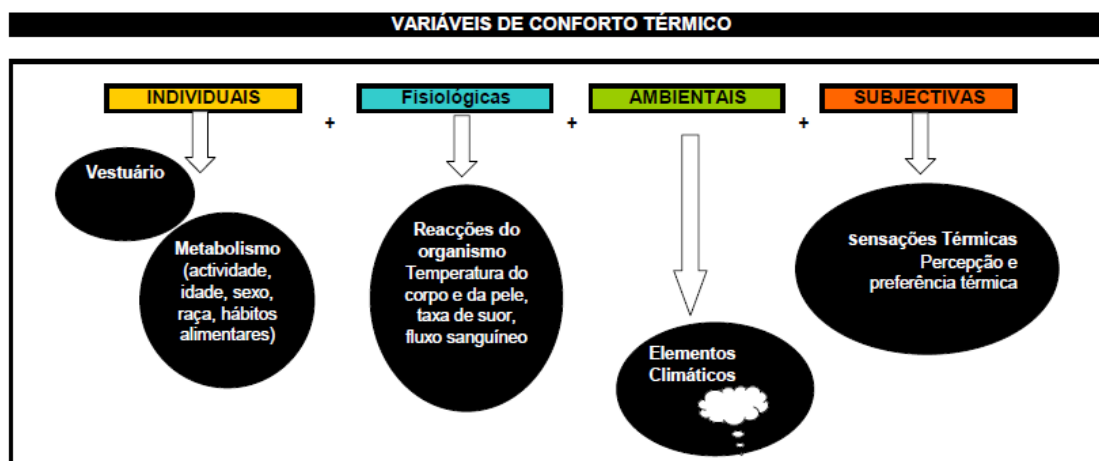 VARIÁVEIS DE CONFORTO TÉRMICO
INDIVIDUAIS
+
Fisiológicas
+
AMBIENTAIS
+
SUBJECTIVAS
Vestuário
Metabolismo
(actividade,
idade, sexo,
raça, hábitos
alimentares)
Reacções do
organismo
Temperatura do
corpo e da pele,
taxa de suor,
fluxo sanguíneo
Elementos
Climáticos
sensações Térmicas
Percepção e
preferência térmica